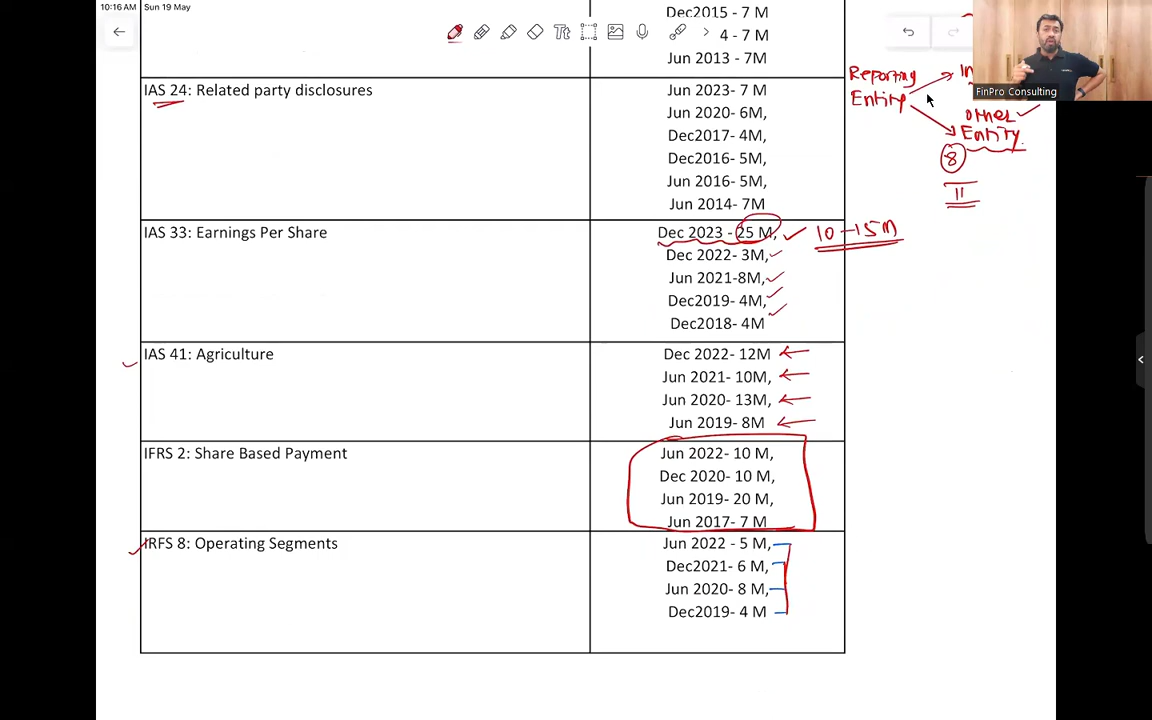 10:16 AM Sun 19 May
Dec2015 - 7 M
4 - 7 M
Jun 2013 - 7M
IAS 24: Related party disclosures
Jun 2023- 7 M
Jun 2020- 6M,
Dec2017- 4M,
Dec2016- 5M,
Jun 2016- 5M,
Jun 2014- 7M
Reporting
Entity
In
other
Entity
8
II
FinPro Consulting
IAS 33: Earnings Per Share
Dec 2023 - 25 M,
Dec 2022- 3M,
Jun 2021-8M,
Dec2019- 4M,
Dec2018- 4M
10-15M
IAS 41: Agriculture
Dec 2022- 12M
Jun 2021- 10M,
Jun 2020- 13M,
Jun 2019- 8M
IFRS 2: Share Based Payment
Jun 2022- 10 M,
Dec 2020- 10 M,
Jun 2019- 20 M,
Jun 2017- 7 M
IRFS 8: Operating Segments
Jun 2022 - 5 M,
Dec2021- 6 M,
Jun 2020- 8 M,
Dec2019- 4 M
Tt